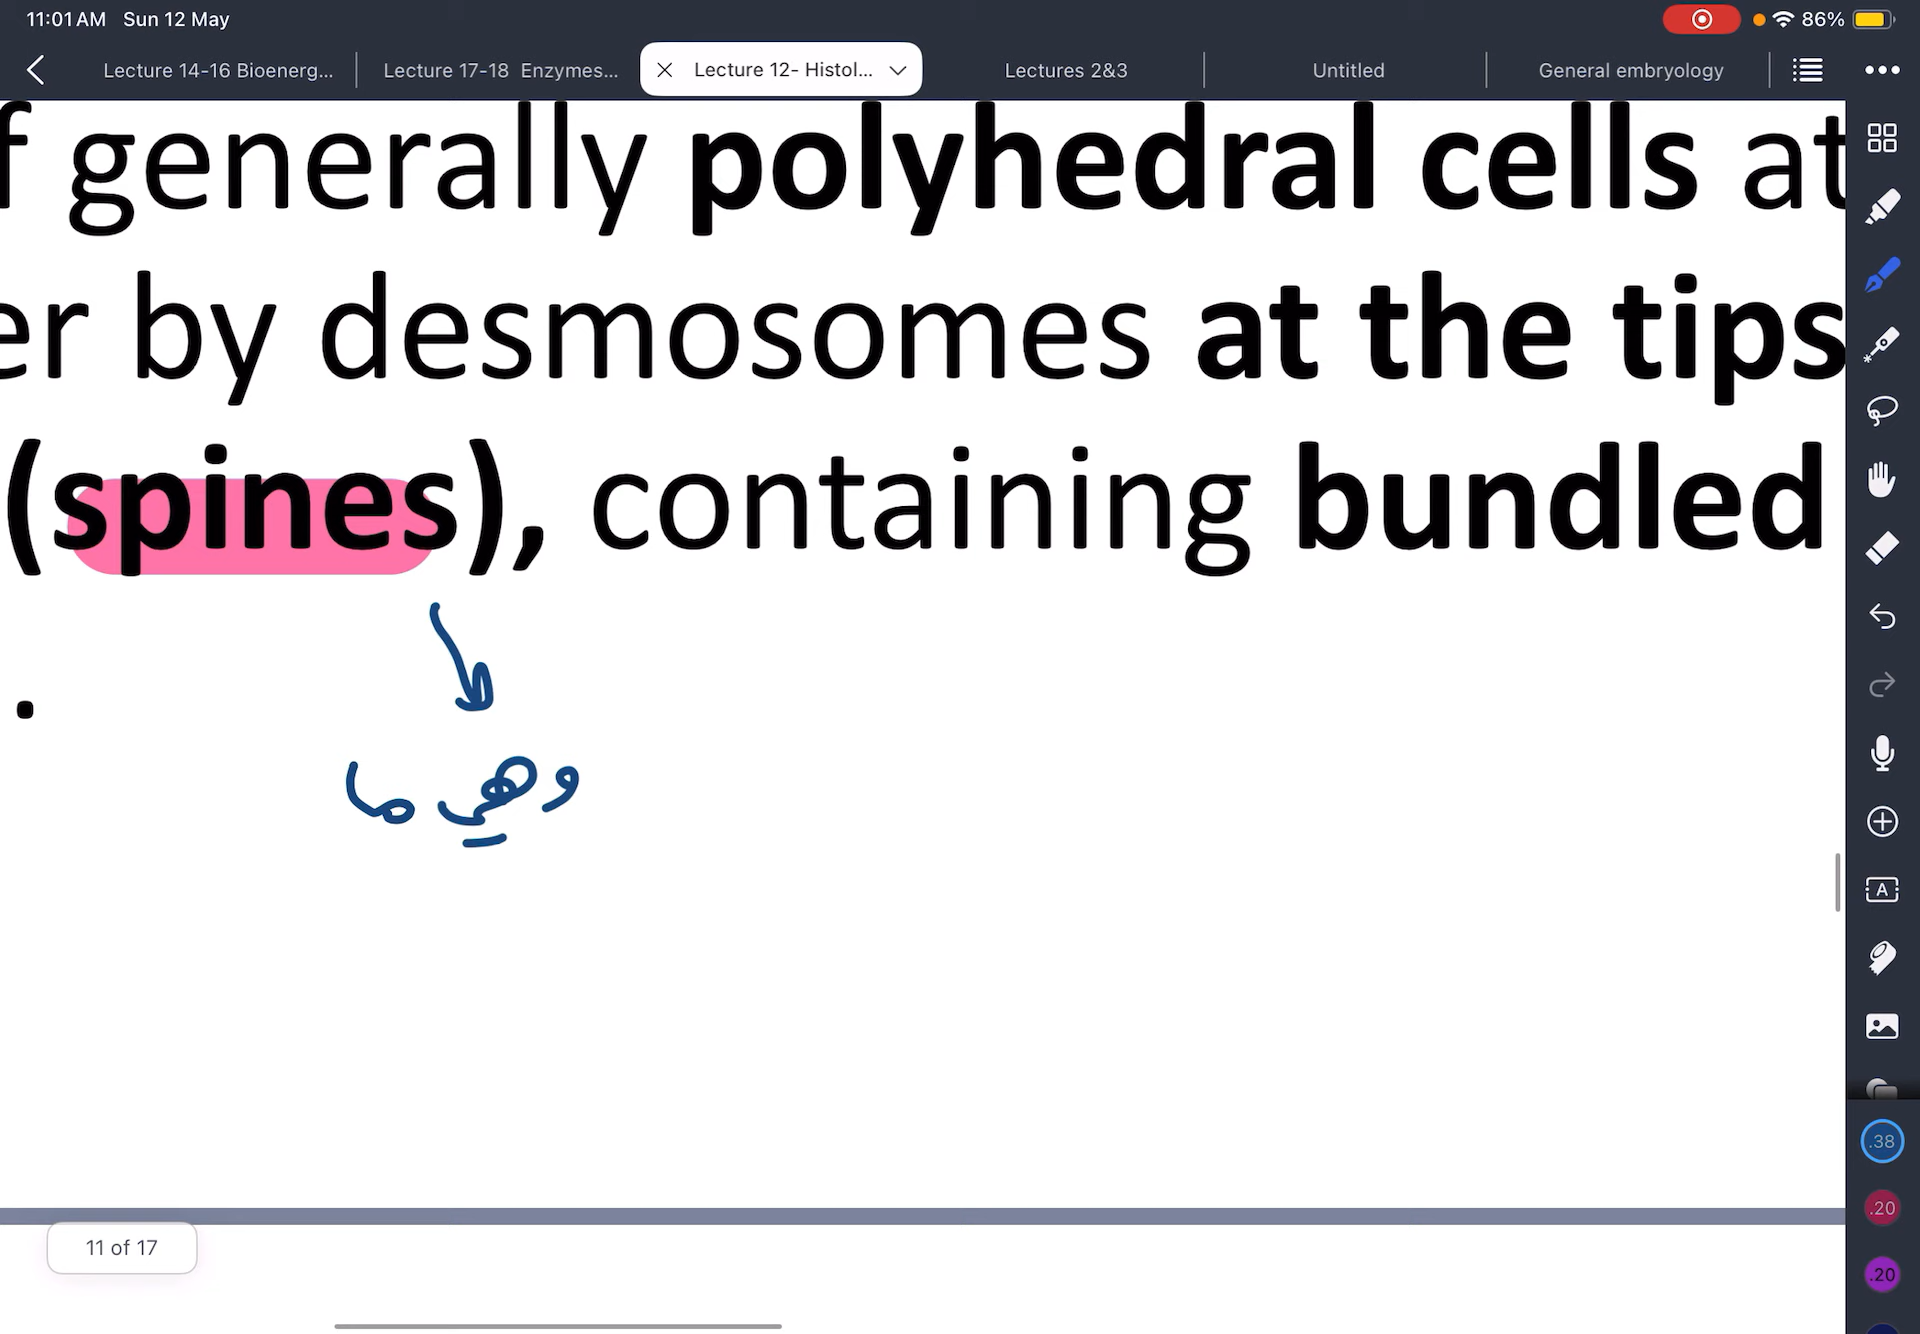 11:01 AM Sun 12 May 86%
Lecture 14-16 Bioenerg... Lecture 17-18 Enzymes... Lecture 12- Histol... Lectures 2&3 Untitled General embryology
f generally polyhedral cells at
er by desmosomes at the tips
(spines), containing bundled
.
وهي ما
A
.38
.20
.20
11 of 17